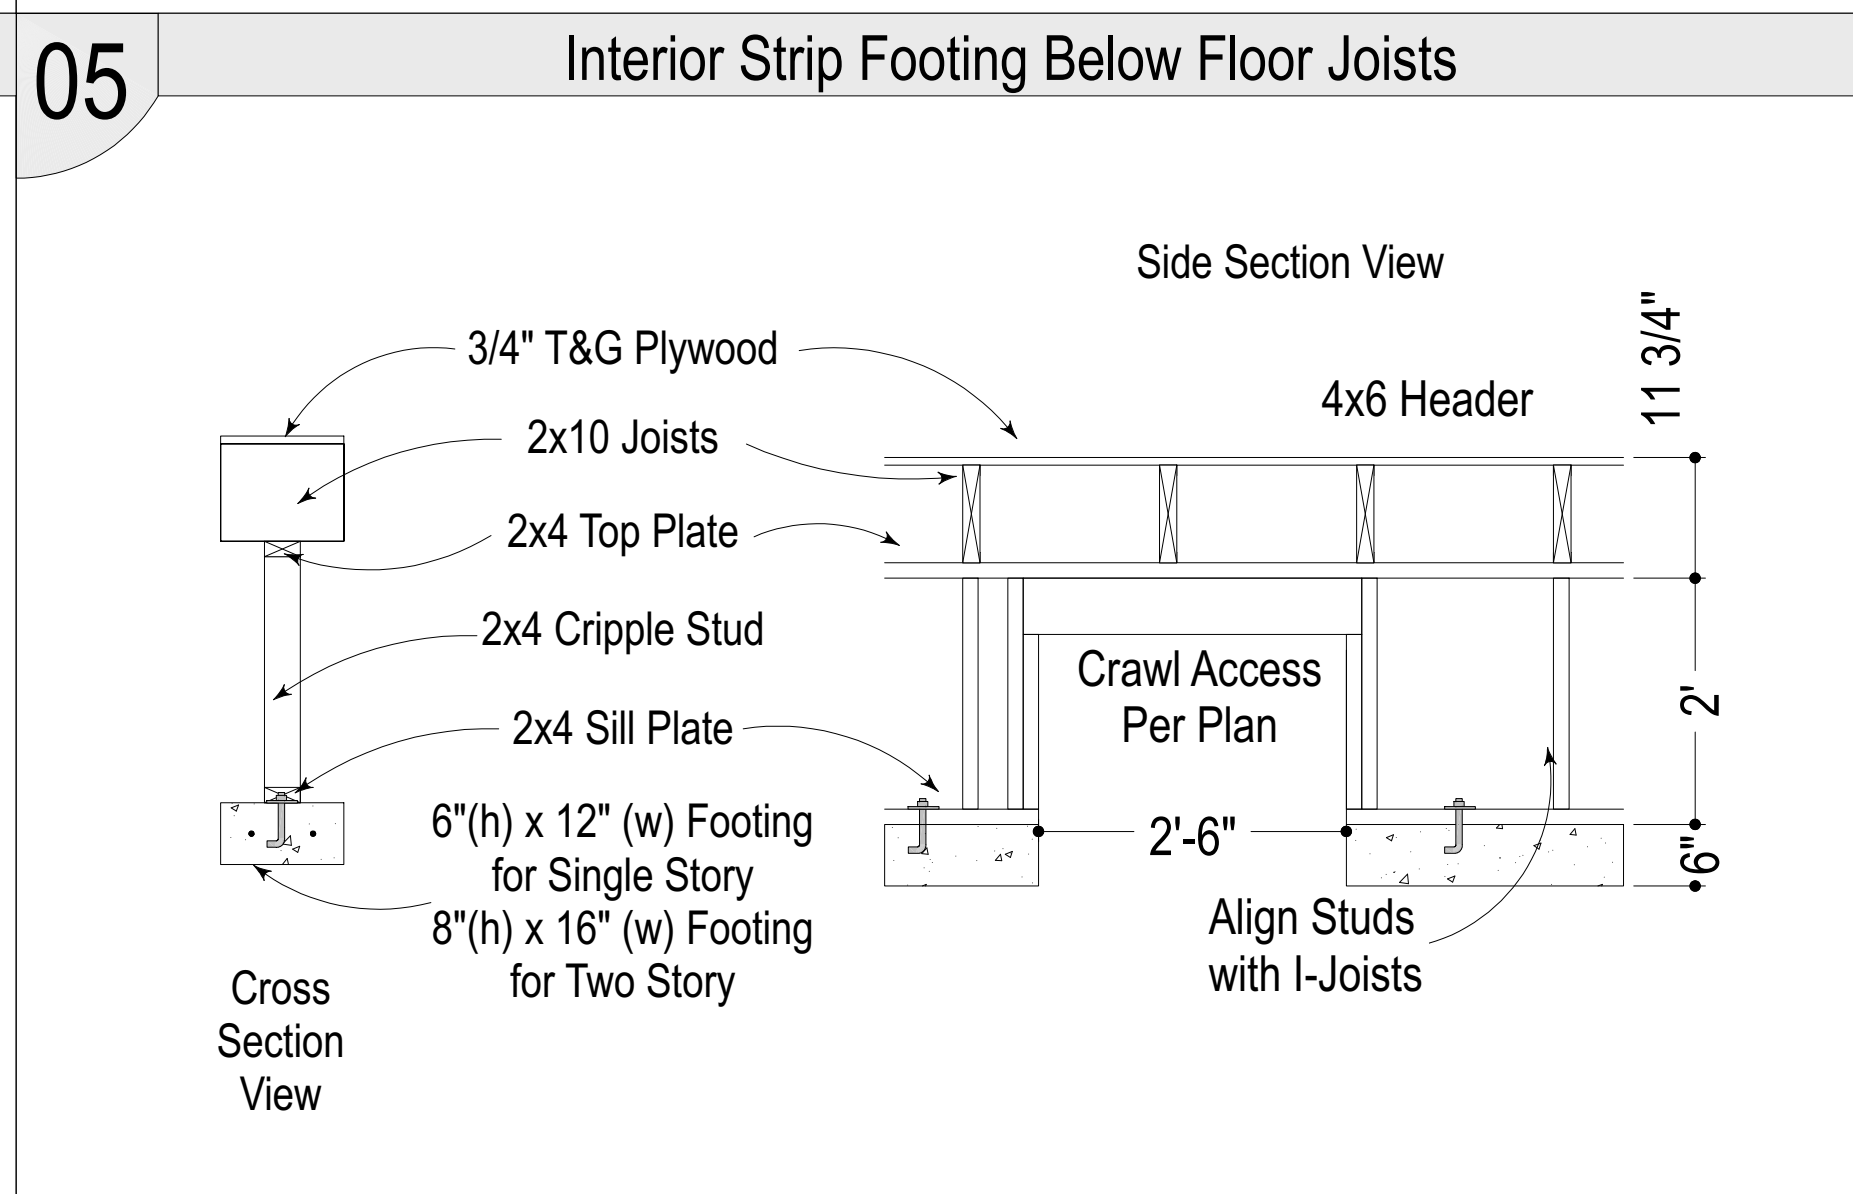 05
Interior Strip Footing Below Floor Joists
Side Section View
3/4" T&G Plywood
4x6 Header
11 3/4"
2x10 Joists
2x4 Top Plate
2x4 Cripple Stud
Crawl Access
Per Plan
2'
2x4 Sill Plate
6"(h) x 12" (w) Footing
for Single Story
8"(h) x 16" (w) Footing
for Two Story
2'-6"
6"
Align Studs
with I-Joists
Cross
Section
View